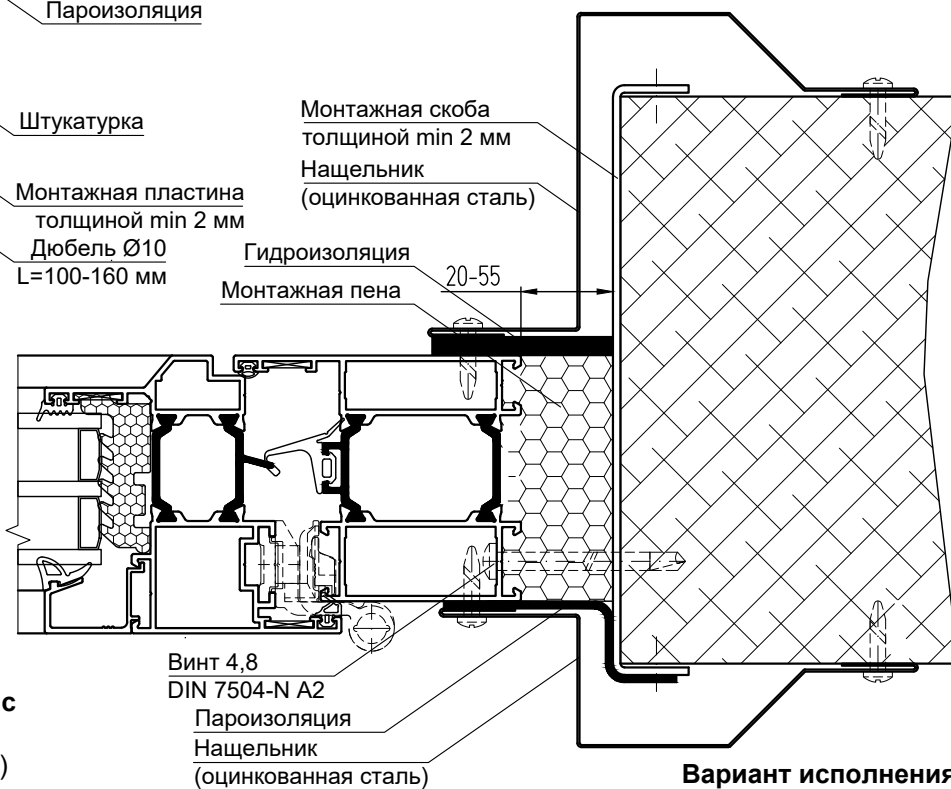 Пароизоляция
Штукатурка
Монтажная пластина
толщиной min 2 мм
Дюбель Ø10
L=100-160 мм
Монтажная скоба
толщиной min 2 мм
Нащельник
(оцинкованная сталь)
Гидроизоляция
20-55
Монтажная пена
Винт 4,8
DIN 7504-N A2
с
Пароизоляция
Нащельник
)
(оцинкованная сталь)
Вариант исполнения